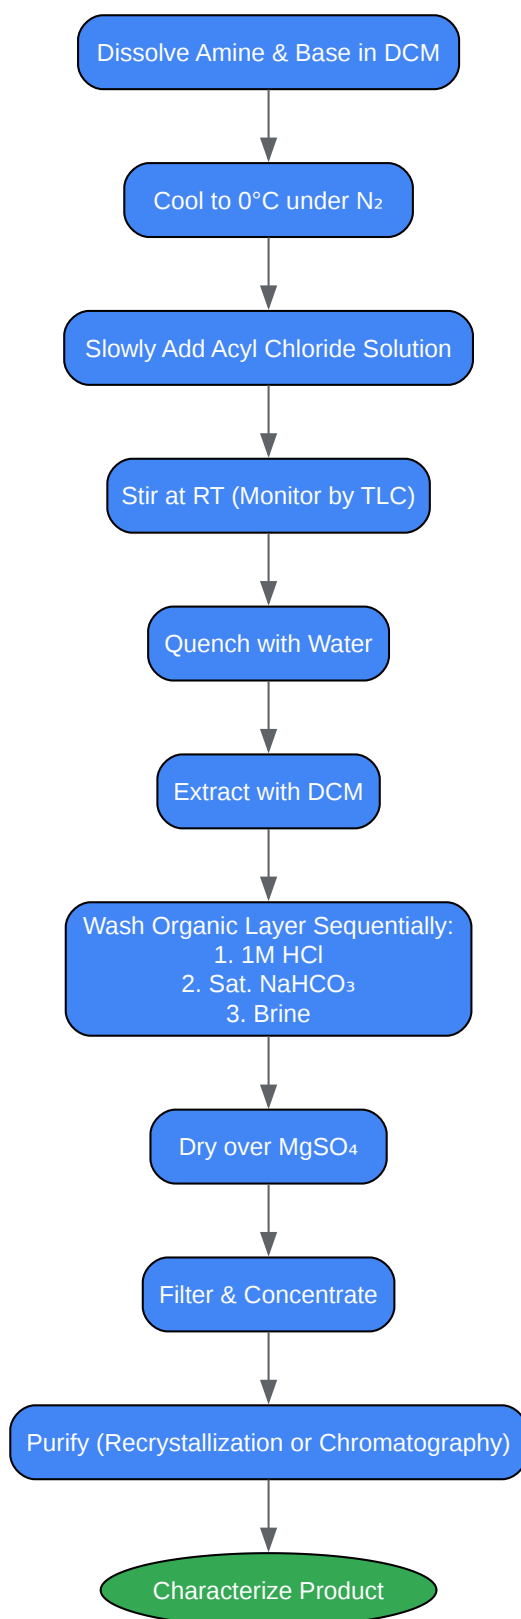 Dissolve Amine & Base in DCM
Cool to 0°C under N₂
Slowly Add Acyl Chloride Solution
Stir at RT (Monitor by TLC)
Quench with Water
Extract with DCM
Wash Organic Layer Sequentially:
1. 1M HCl
2. Sat. NaHCO₃
3. Brine
Dry over MgSO₄
Filter & Concentrate
Purify (Recrystallization or Chromatography)
Characterize Product